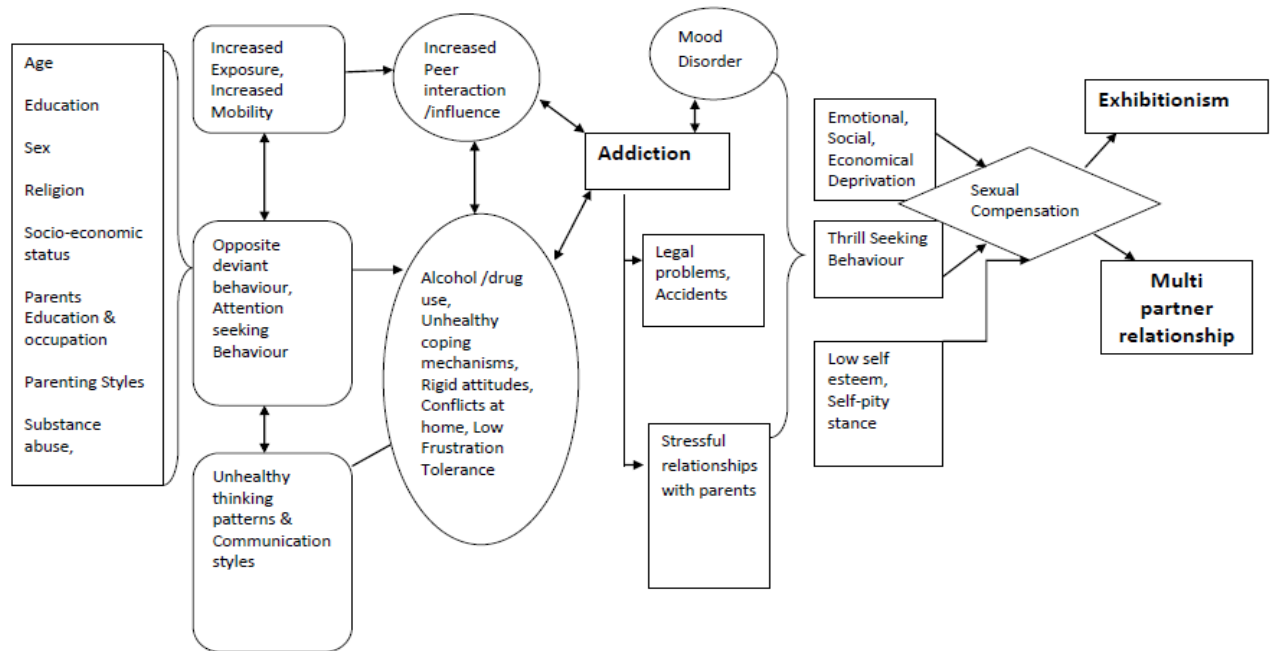 Age
Education
Sex
Religion
Socio-economic
status
Parents
Education &
occupation
Parenting Styles
Substance
abuse,
Increased
Exposure,
Increased
Mobility
Opposite
deviant
behaviour,
Attention
seeking
Behaviour
Unhealthy
thinking
patterns &
Communication
styles
Increased
Peer
interaction
/influence
Alcohol /drug
use,
Unhealthy
coping
mechanisms,
Rigid attitudes,
Conflicts at
home, Low
Frustration
Tolerance
Addiction
Mood
Disorder
Legal
problems,
Accidents
Stressful
relationships
with parents
Emotional,
Social,
Economical
Deprivation
Thrill Seeking
Behaviour
Low self
esteem,
Self-pity
stance
Sexual
Compensation
Exhibitionism
Multi
partner
relationship